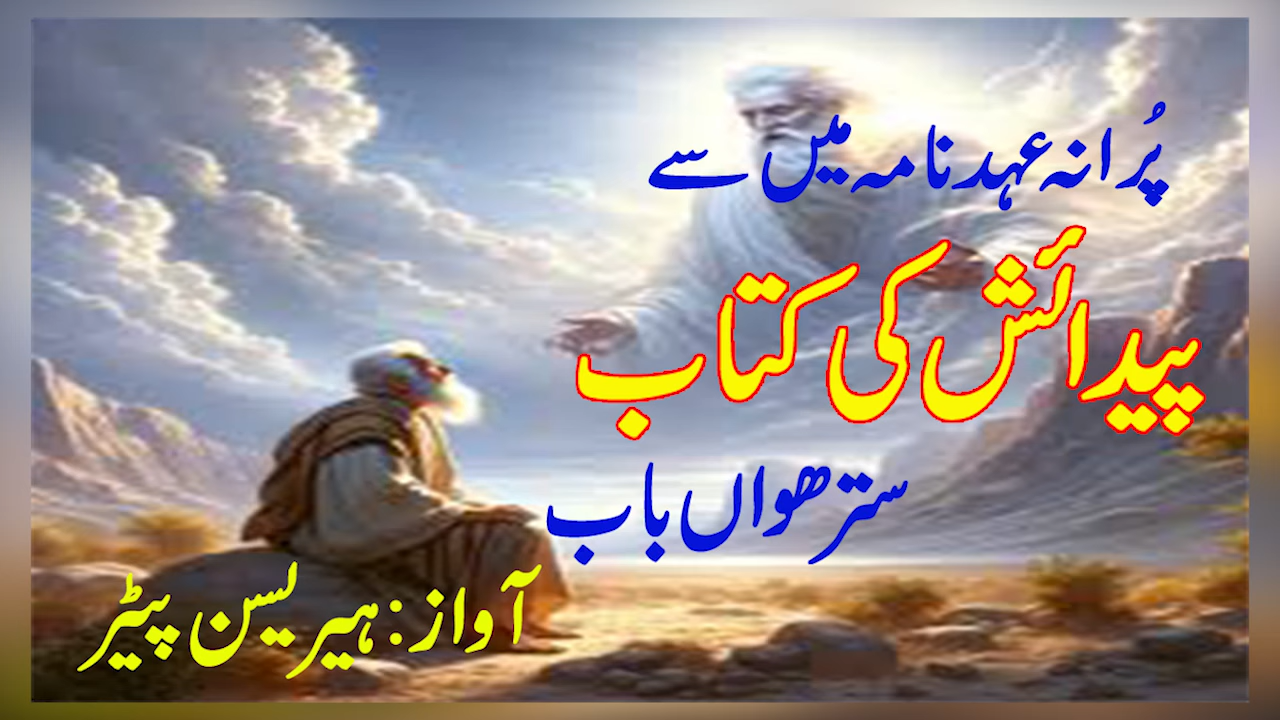 پُرانہ عہد نامہ میں سے
پیدائش کی کتاب
سترھواں باب
آواز: ہیریسن پیٹر